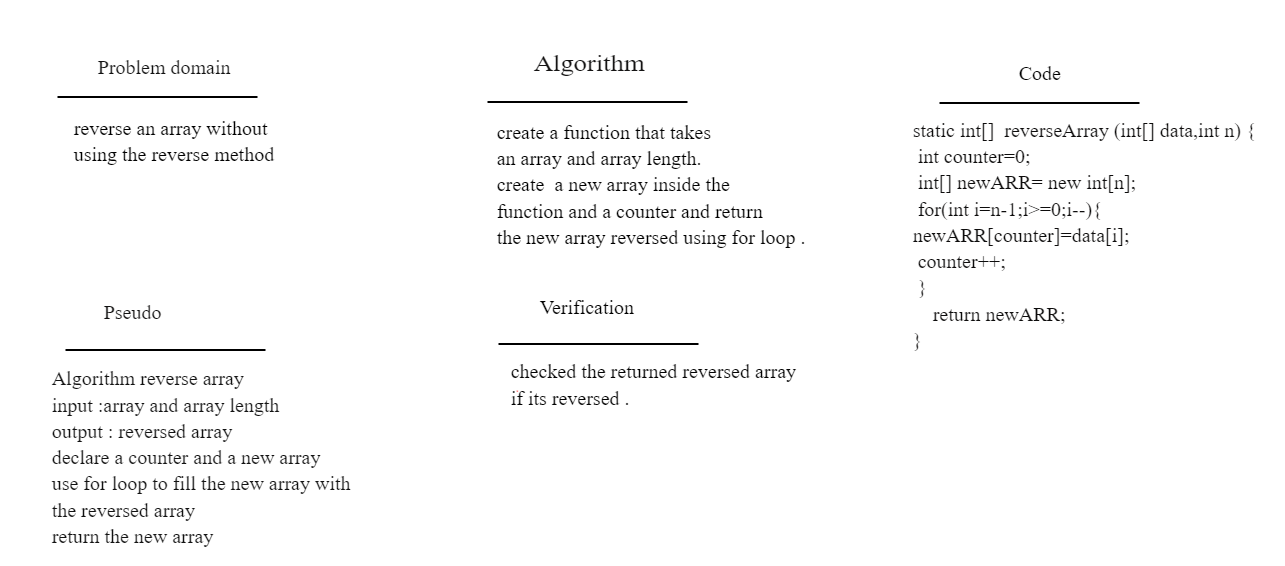 Problem domain
reverse an array without
using the reverse method
Algorithm
create a function that takes
an array and array length.
create  a new array inside the
function and a counter and return
the new array reversed using for loop .
Code
static int[]  reverseArray (int[] data,int n) {
int counter=0;
int[] newARR= new int[n];
for(int i=n-1;i>=0;i--){
newARR[counter]=data[i];
counter++;
}
return newARR;
}
Pseudo
Algorithm reverse array
input :array and array length
output : reversed array
declare a counter and a new array
use for loop to fill the new array with
the reversed array
return the new array
Verification
checked the returned reversed array
if its reversed .